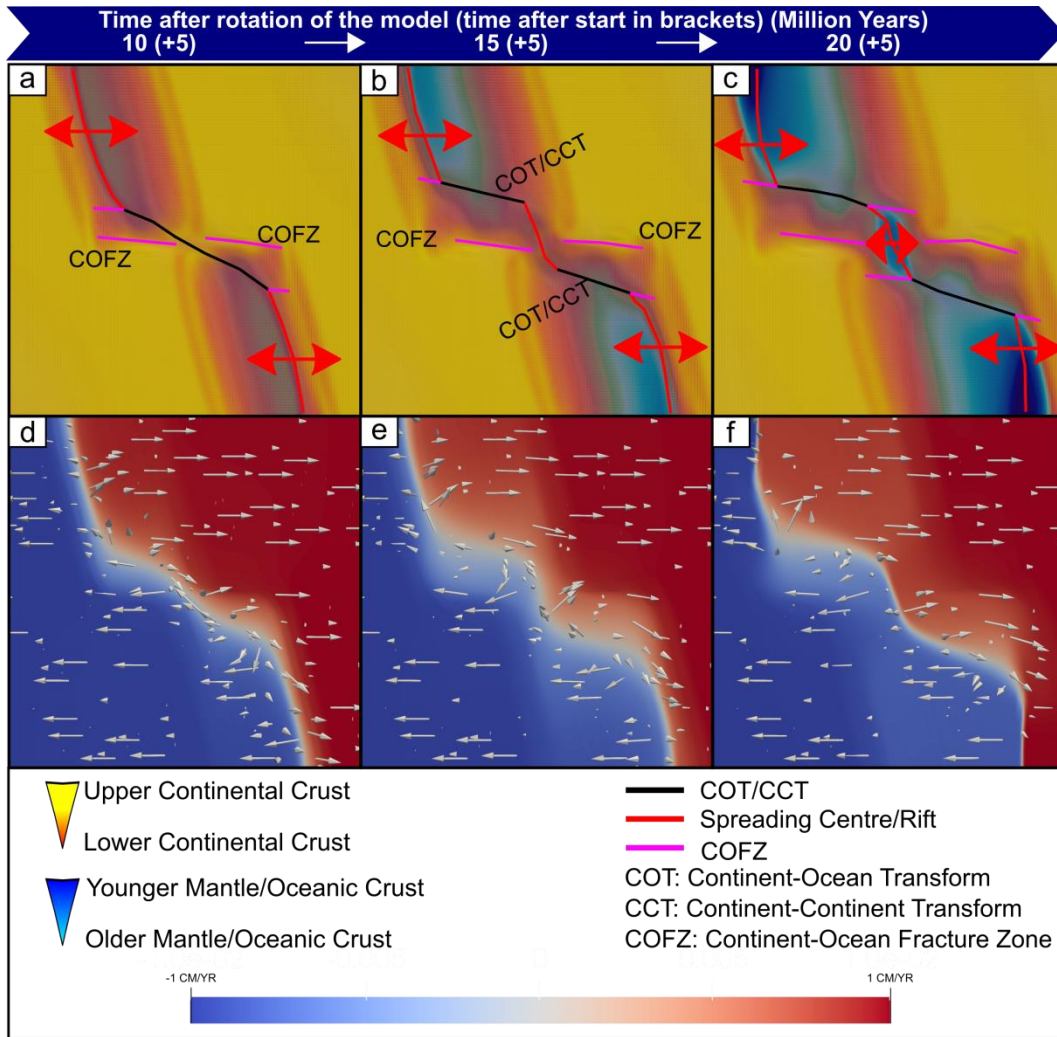 Time after rotation of the model (time after start in brackets) (Million Years)
10 (+5) 15 (+5) 20 (+5)
a
b
c
COT/CCT
COFZ
COFZ
COFZ
COFZ
COT/CCT
d
e
f
Upper Continental Crust
Lower Continental Crust
Younger Mantle/Oceanic Crust
Older Mantle/Oceanic Crust
COT/CCT
Spreading Centre/Rift
COFZ
COT: Continent-Ocean Transform
CCT: Continent-Continent Transform
COFZ: Continent-Ocean Fracture Zone
-1 CM/YR
1 CM/YR